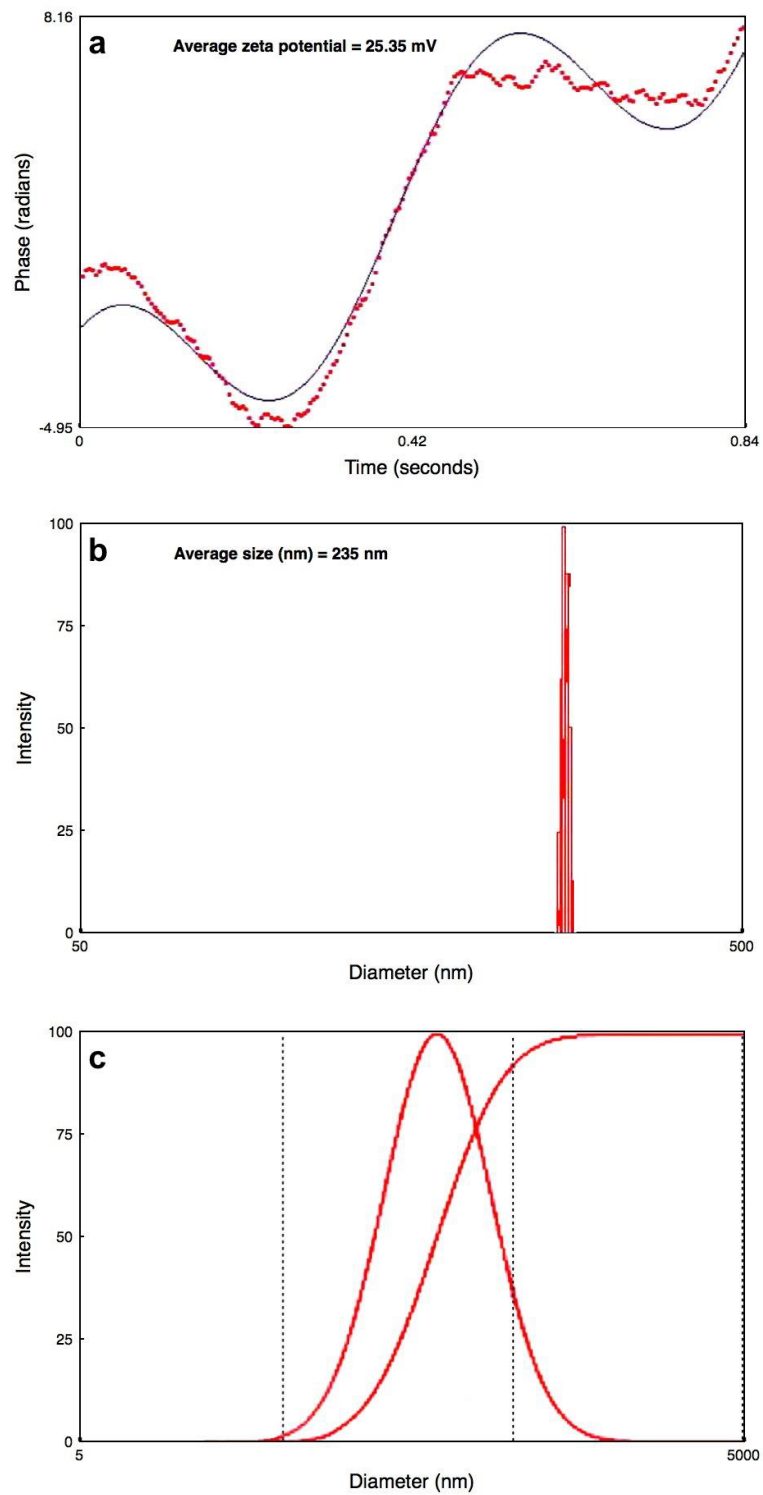 8.16
a
Average zeta potential = 25.35 mV
Phase (radians)
-4.95
0
0.42
0.84
Time (seconds)
100
b
Average size (nm) = 235 nm
75
Intensity
50
25
0
50
500
Diameter (nm)
100
c
75
Intensity
50
25
0
5
5000
Diameter (nm)